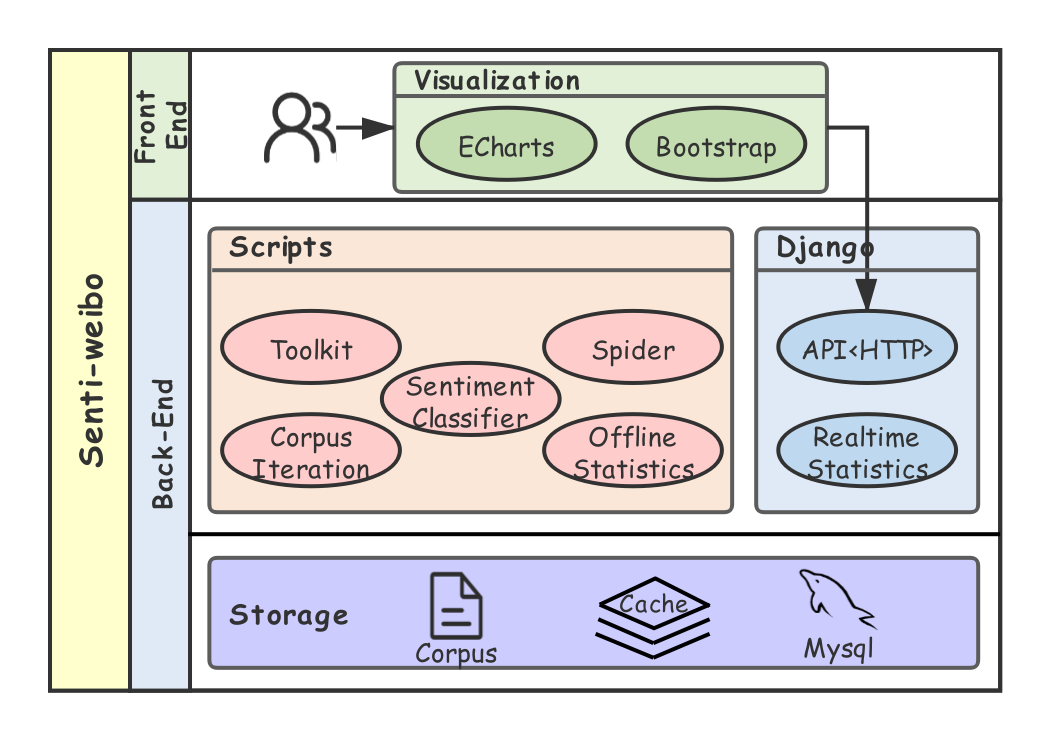 Senti-weibo
Front
End
Visualization
ECharts
Bootstrap
Back-End
Scripts
Toolkit
Spider
Sentiment
Classifier
Corpus
Iteration
Offline
Statistics
Django
API<HTTP>
Realtime
Statistics
Storage
Corpus
Cache
Mysql